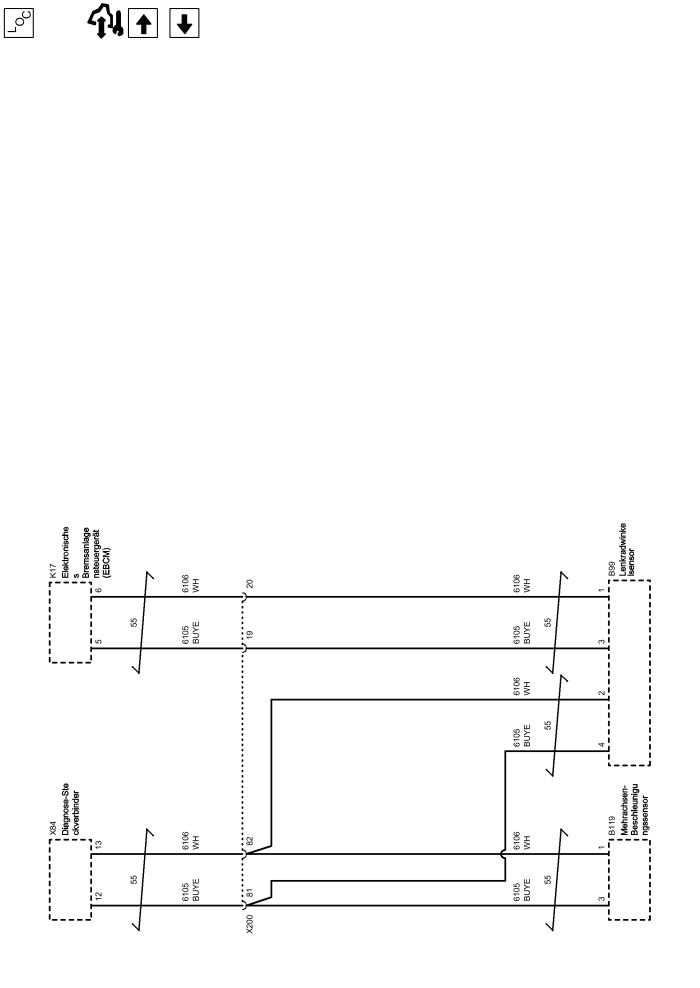 LOC
K17
Elektronische
s
Bremsanlage
nsteuergerät
(EBCM)
6
5
55
6106
WH
6105
BUYE
20
19
6106
WH
6105
BUYE
55
1
3
B99
Lenkradwinke
lsensor
6106
WH
6105
BUYE
55
2
4
X84
Diagnose-Ste
ckverbinder
13
12
55
6106
WH
6105
BUYE
82
81
X200
6106
WH
6105
BUYE
55
1
3
B119
Mehrachsen-
Beschleunigu
ngssensor